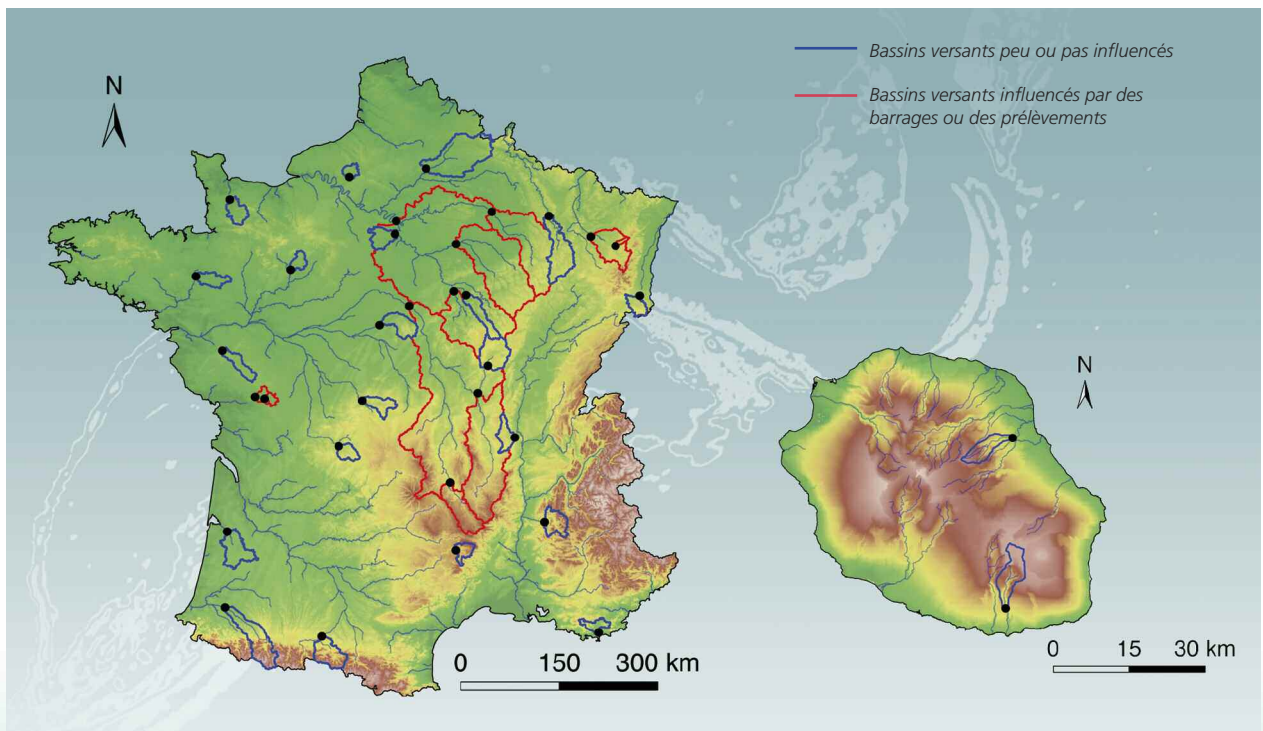 Bassins versants peu ou pas influencés
Bassins versants influencés par des
barrages ou des prélèvements
N
N
0 150 300 km
0 15 30 km